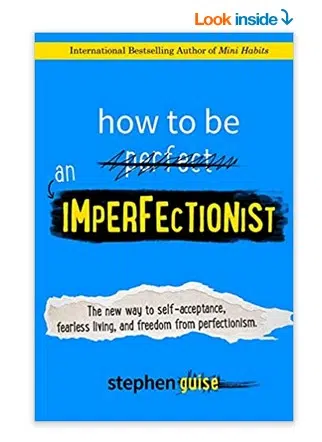 Look inside
International Bestselling Author of Mini Habits
how to be
perfect
an
IMPERFECTIONIST
The new way to self-acceptance,
fearless living, and freedom from perfectionism.
stephen guise